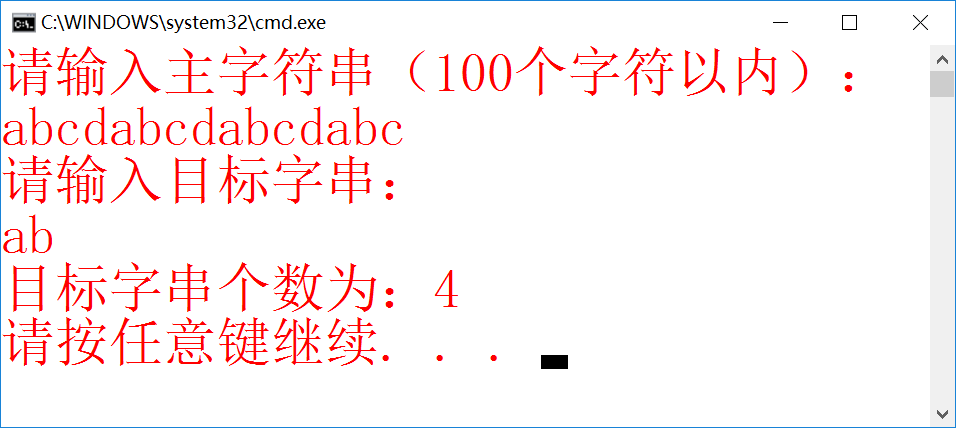 C:\WINDOWS\system32\cmd.exe
请输入主字符串（100个字符以内）：
abcdabcdabcdabc
请输入目标字串：
ab
目标字串个数为：4
请按任意键继续. . .